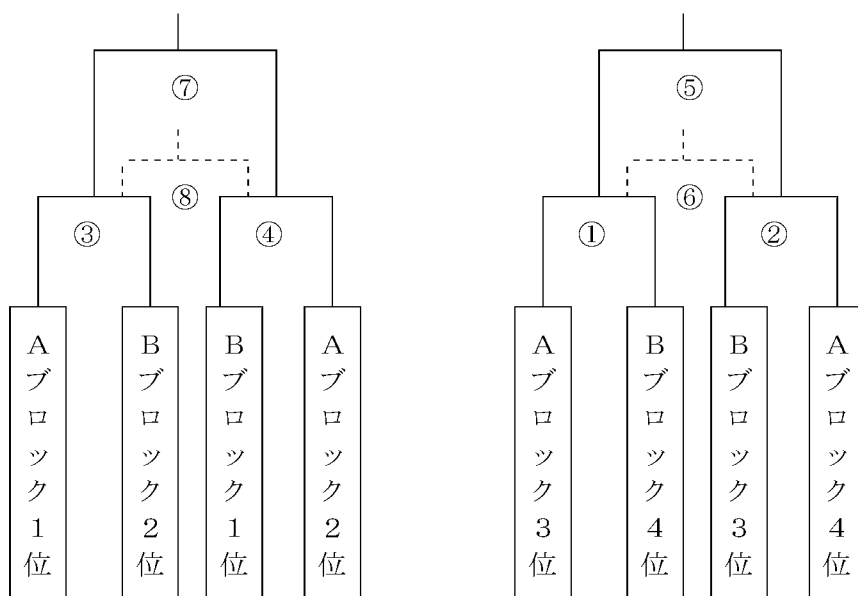 ⑦
⑤
⑧
⑥
③
④
①
②
Aブロック1位
Bブロック2位
Bブロック1位
Aブロック2位
Aブロック3位
Bブロック4位
Bブロック3位
Aブロック4位